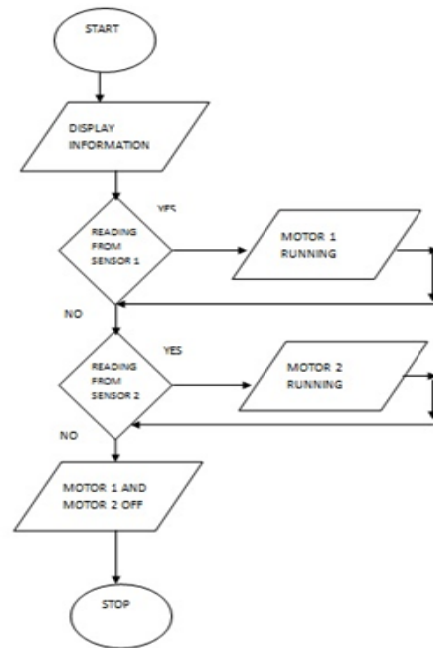 START
DISPLAY
INFORMATION
YES
READING
FROM
SENSOR 1
MOTOR 1
RUNNING
NO
YES
READING
FROM
SENSOR 2
MOTOR 2
RUNNING
NO
MOTOR 1 AND
MOTOR 2 OFF
STOP